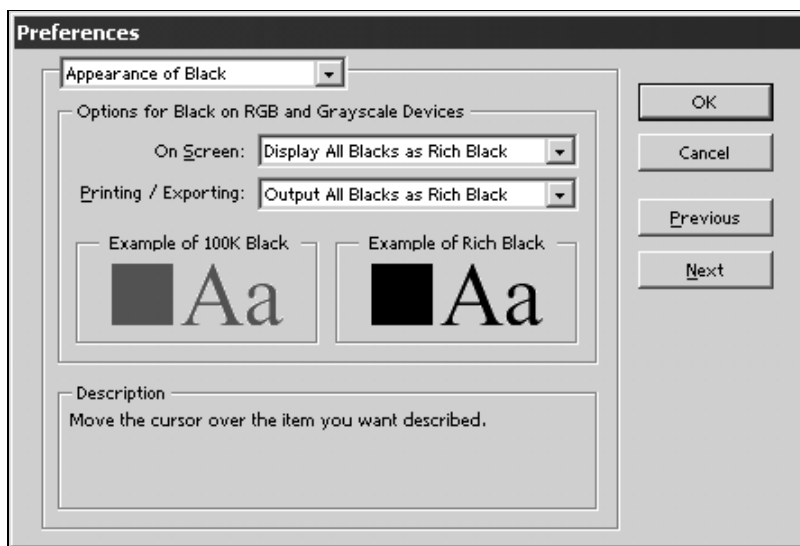 Preferences
Appearance of Black
Options for Black on RGB and Grayscale Devices
On Screen: Display All Blacks as Rich Black
Printing / Exporting: Output All Blacks as Rich Black
Example of 100K Black
Aa
Example of Rich Black
Aa
Description
Move the cursor over the item you want described.
OK
Cancel
Previous
Next